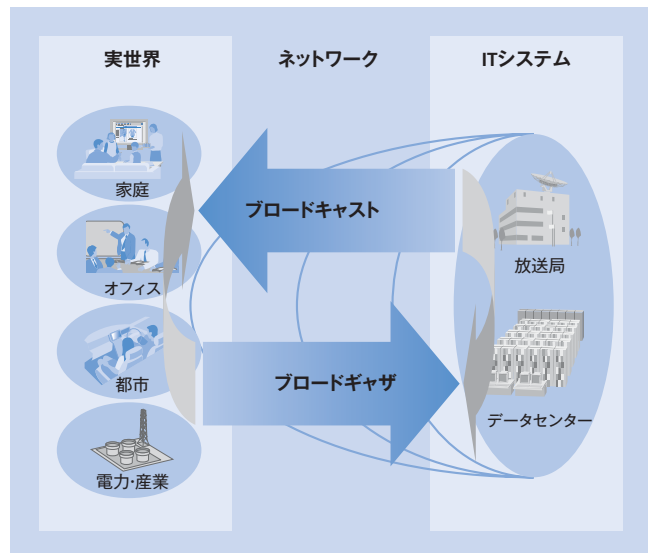 実世界
ネットワーク
ITシステム
家庭
オフィス
都市
電力・産業
ブロードキャスト
ブロードギャザ
放送局
データセンター